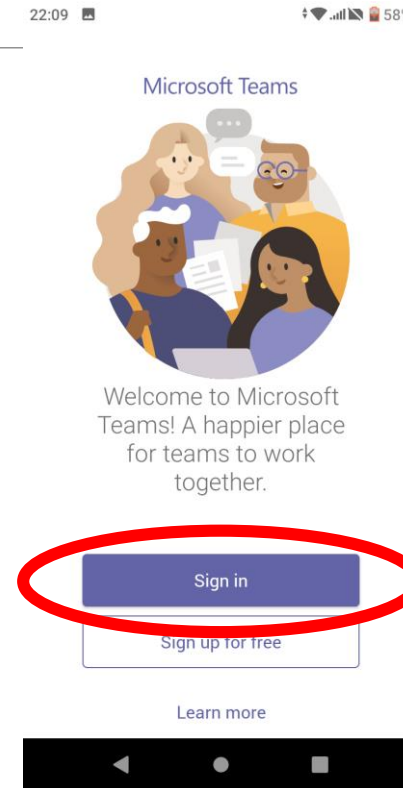 22:09 58%
Microsoft Teams
Welcome to Microsoft
Teams! A happier place
for teams to work
together.
Sign in
Sign up for free
Learn more